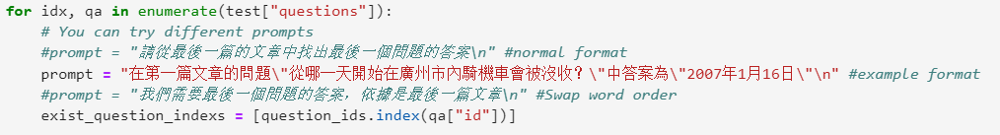 for idx, qa in enumerate(test["questions"]):
# You can try different prompts
#prompt = "請從最後一篇的文章中找出最後一個問題的答案\n" #normal format
prompt = "在第一篇文章的問題\"從哪一天開始在廣州市內騎機車會被沒收？\"中答案為\"2007年1月16日\"\n" #example format
#prompt = "我們需要最後一個問題的答案，依據是最後一篇文章\n" #Swap word order
exist_question_indexs = [question_ids.index(qa["id"])]